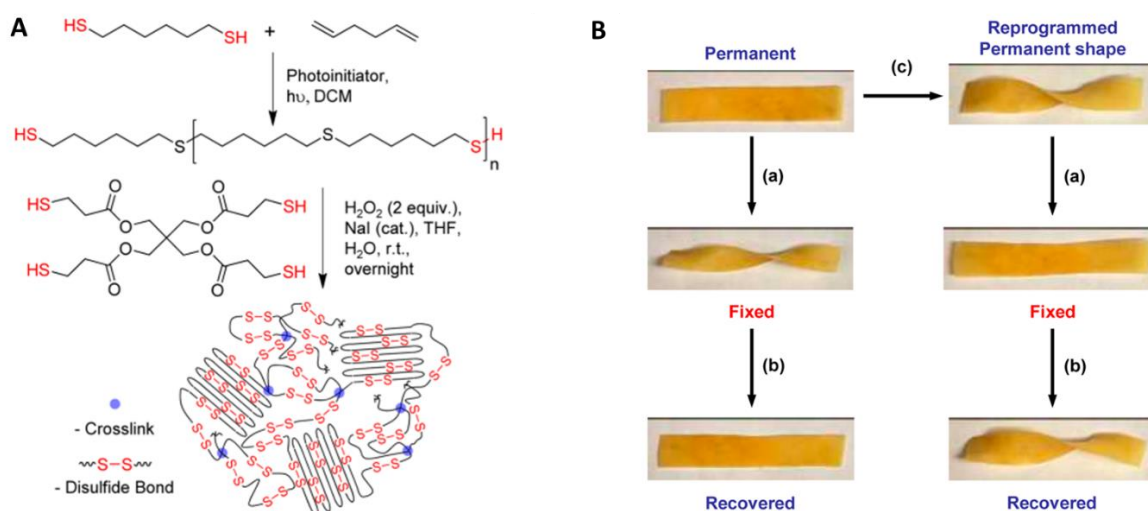 A
HS
SH
+
Photoinitiator,
hυ, DCM
HS
S
S
H
S
n
HS
O
O
O
O
SH
HS
O
O
O
O
SH
H2O2 (2 equiv.),
NaI (cat.), THF,
H2O, r.t.,
overnight
- Crosslink
S–S
- Disulfide Bond
B
Permanent
(c)
Reprogrammed
Permanent shape
(a)
(a)
Fixed
Fixed
(b)
(b)
Recovered
Recovered